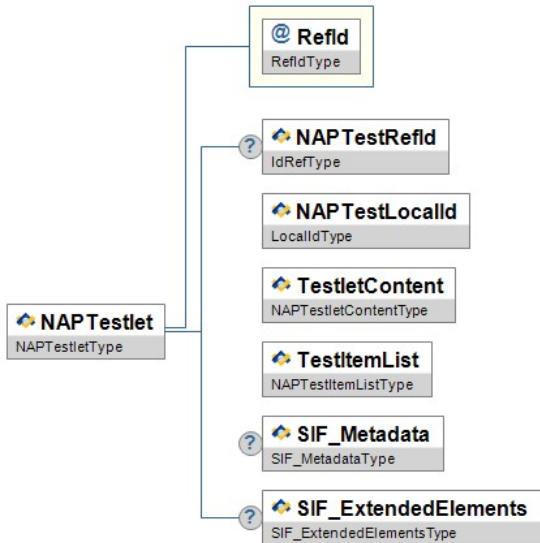 @ RefId
RefIdType
? NAPTestRefId
IdRefType
NAPTestLocalId
LocalIdType
TestletContent
NAPTestletContentType
NAPTestlet
NAPTestletType
TestItemList
NAPTestItemListType
? SIF_Metadata
SIF_MetadataType
? SIF_ExtendedElements
SIF_ExtendedElementsType